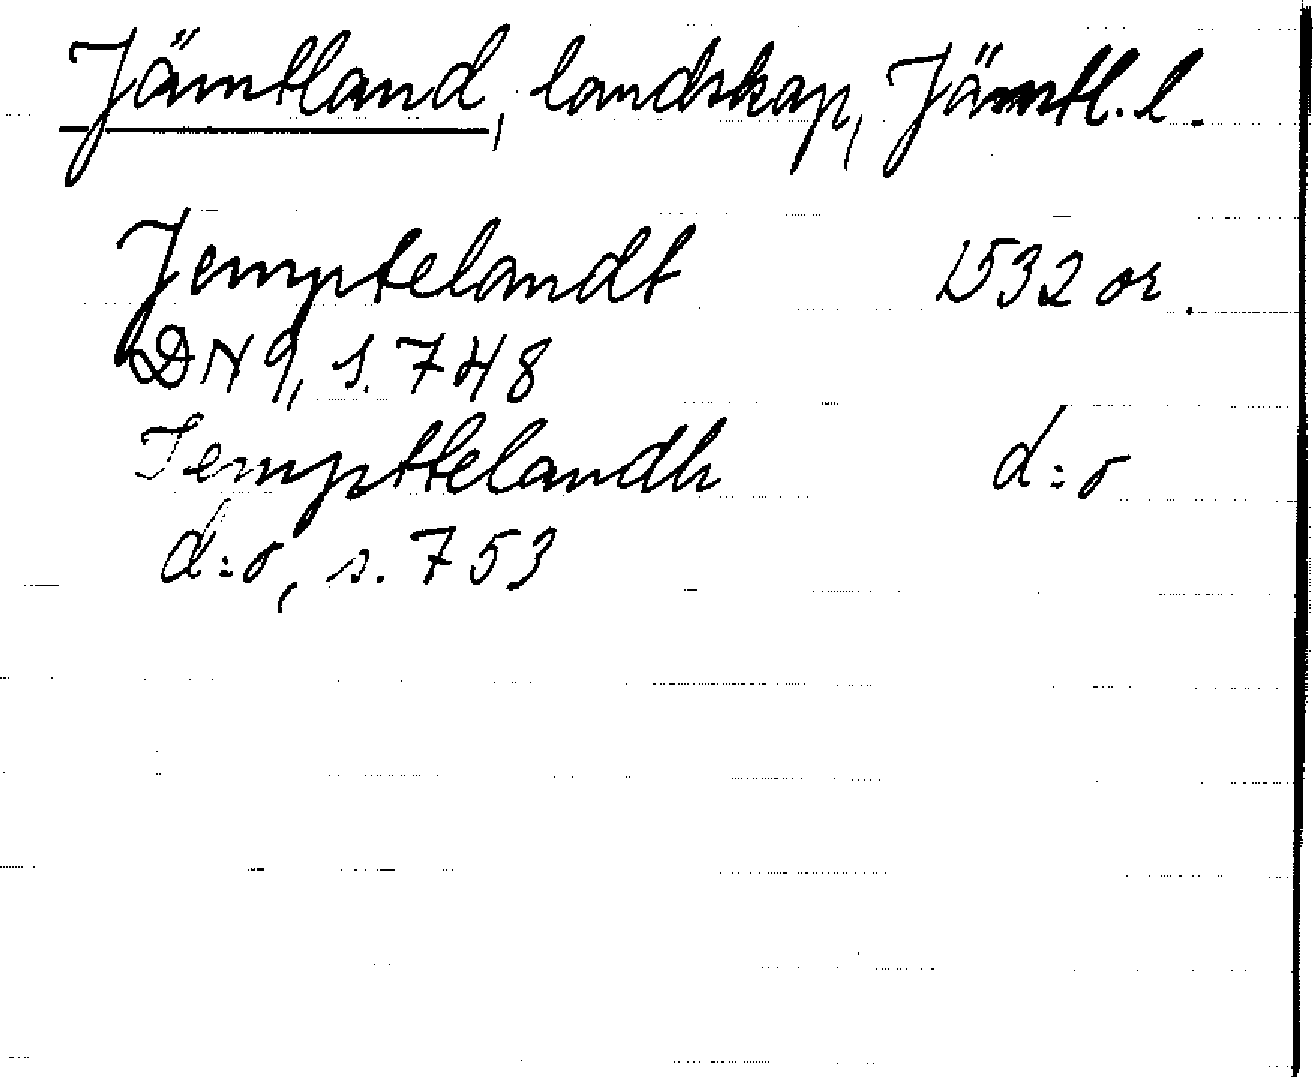 Jämtland, landskap, Jämtl. l.
Jemptelandt 1532 or.
DN 9, s. 748
Jempttelandh d:o
d:o, s. 753